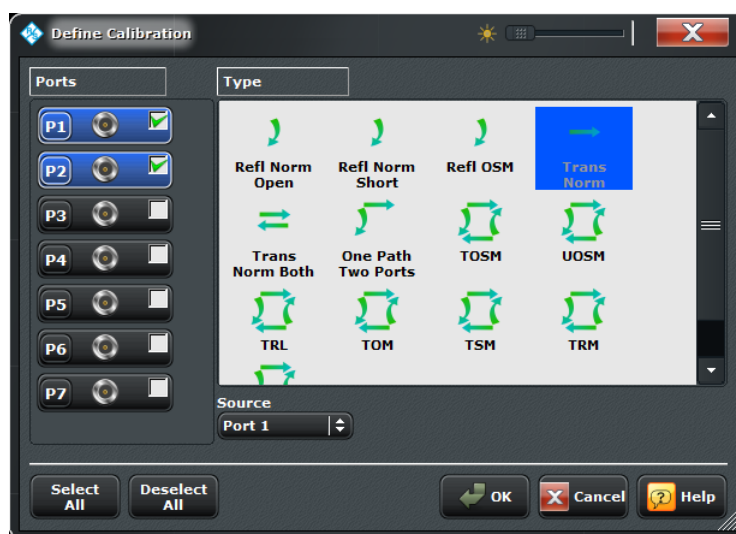 Define Calibration
X
Ports
Type
P1
P2
P3
P4
P5
P6
P7
Refl Norm
Open
Refl Norm
Short
Refl OSM
Trans
Norm
Trans
Norm Both
One Path
Two Ports
TOSM
UOSM
TRL
TOM
TSM
TRM
Source
Port 1
Select
All
Deselect
All
OK
X Cancel
? Help